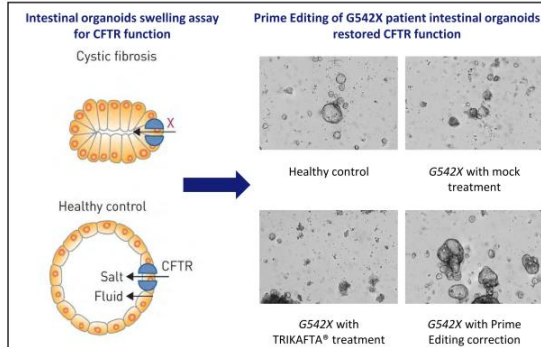 Intestinal organoids swelling assay
for CFTR function
Cystic fibrosis
X
Healthy control
CFTR
Salt
Fluid
Prime Editing of G542X patient intestinal organoids
restored CFTR function
Healthy control
G542X with mock
treatment
G542X with
TRIKAFTA® treatment
G542X with Prime
Editing correction